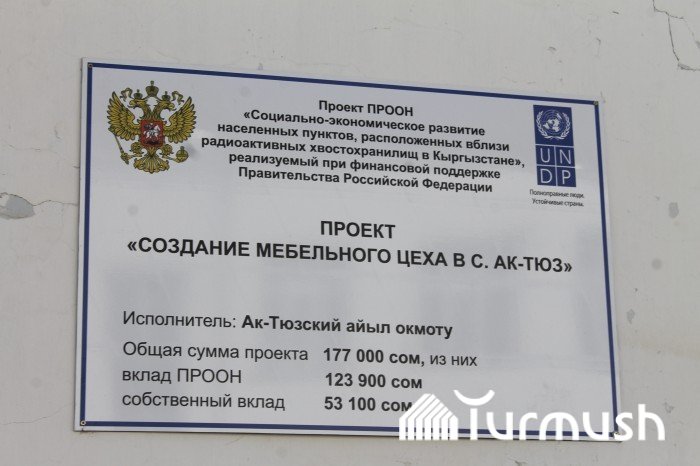 Проект ПРООН
«Социально-экономическое развитие
населенных пунктов, расположенных вблизи
радиоактивных хвостохранилищ в Кыргызстане»,
реализуемый при финансовой поддержке
Правительства Российской Федерации
U N
D P
Полноправные люди.
Устойчивые страны.
ПРОЕКТ
«СОЗДАНИЕ МЕБЕЛЬНОГО ЦЕХА В С. АК-ТЮЗ»
Исполнитель: Ак-Тюзский айыл окмоту
Общая сумма проекта 177 000 сом, из них
вклад ПРООН 123 900 сом
собственный вклад 53 100 сом
Turmush